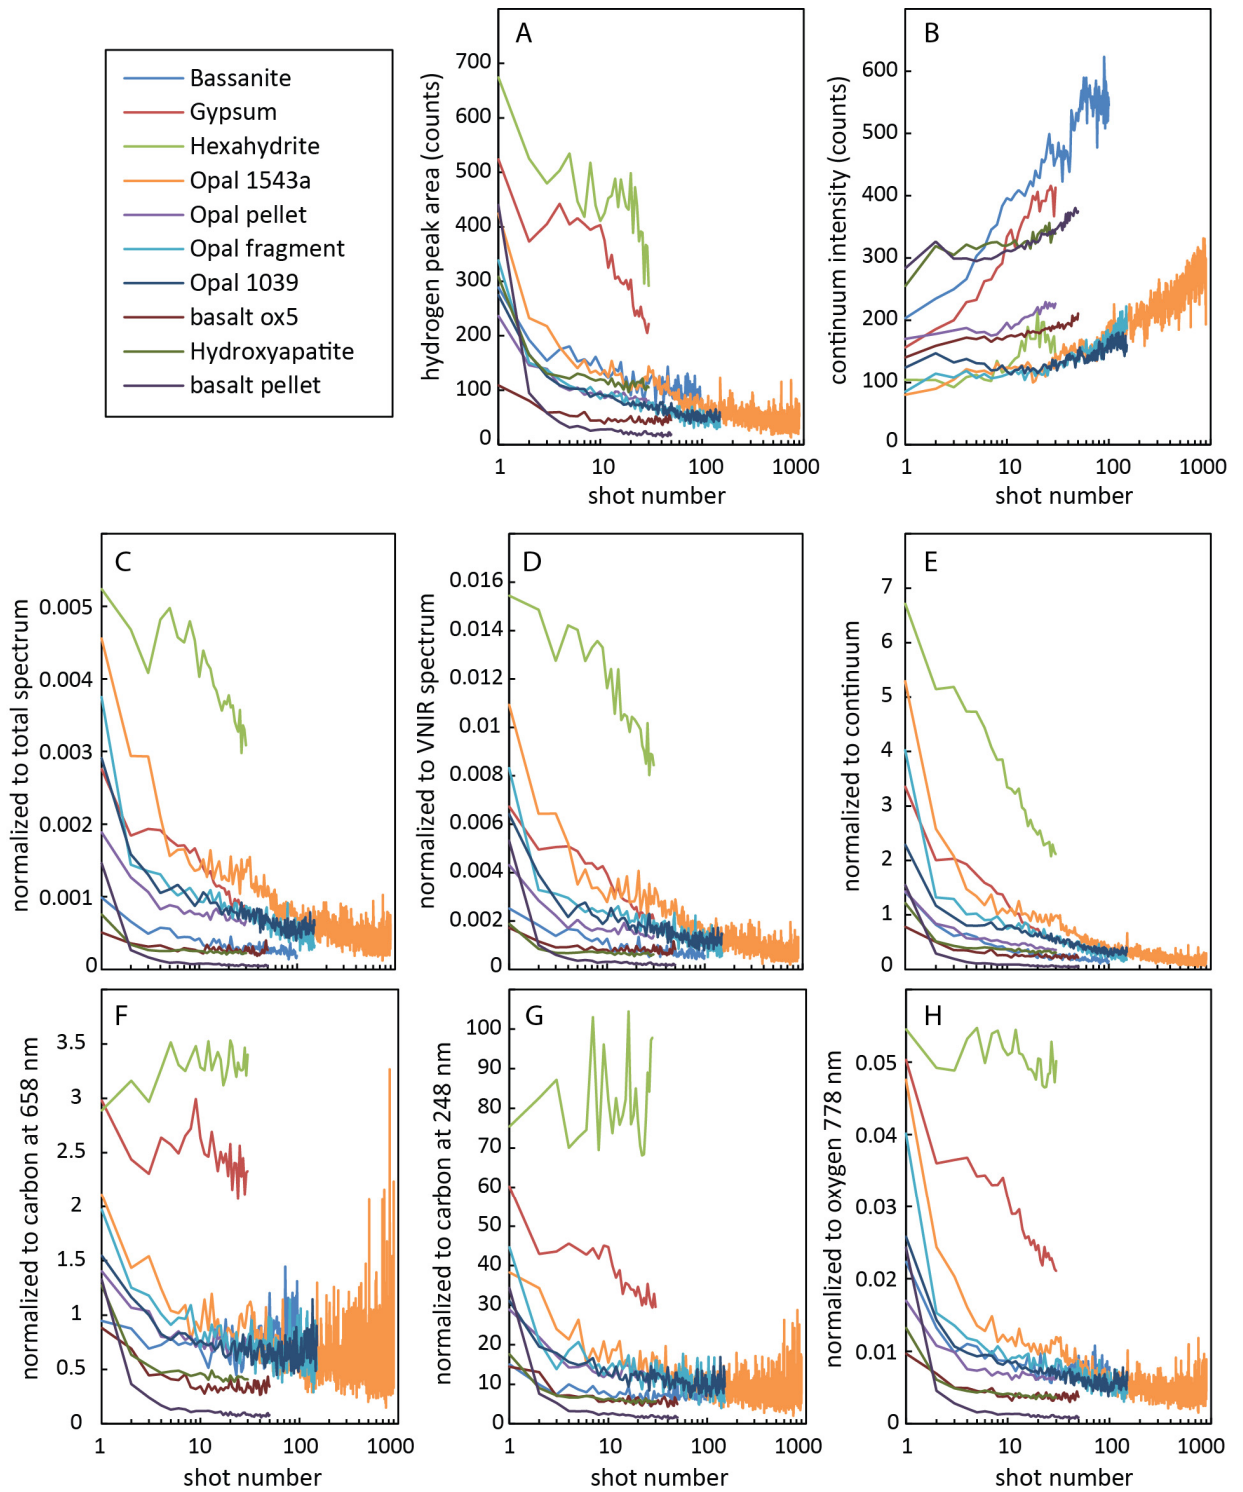 Bassanite
Gypsum
Hexahydrite
Opal 1543a
Opal pellet
Opal fragment
Opal 1039
basalt ox5
Hydroxyapatite
basalt pellet
A
hydrogen peak area (counts)
700
600
500
400
300
200
100
0
1 10 100 1000
shot number
B
continuum intensity (counts)
600
500
400
300
200
100
0
1 10 100 1000
shot number
C
normalized to total spectrum
0.005
0.004
0.003
0.002
0.001
0
D
normalized to VNIR spectrum
0.016
0.014
0.012
0.01
0.008
0.006
0.004
0.002
0
E
normalized to continuum
7
6
5
4
3
2
1
0
F
normalized to carbon at 658 nm
3.5
3
2.5
2
1.5
1
0.5
0
1 10 100 1000
shot number
G
normalized to carbon at 248 nm
100
90
80
70
60
50
40
30
20
10
0
1 10 100 1000
shot number
H
normalized to oxygen 778 nm
0.05
0.04
0.03
0.02
0.01
0
1 10 100 1000
shot number